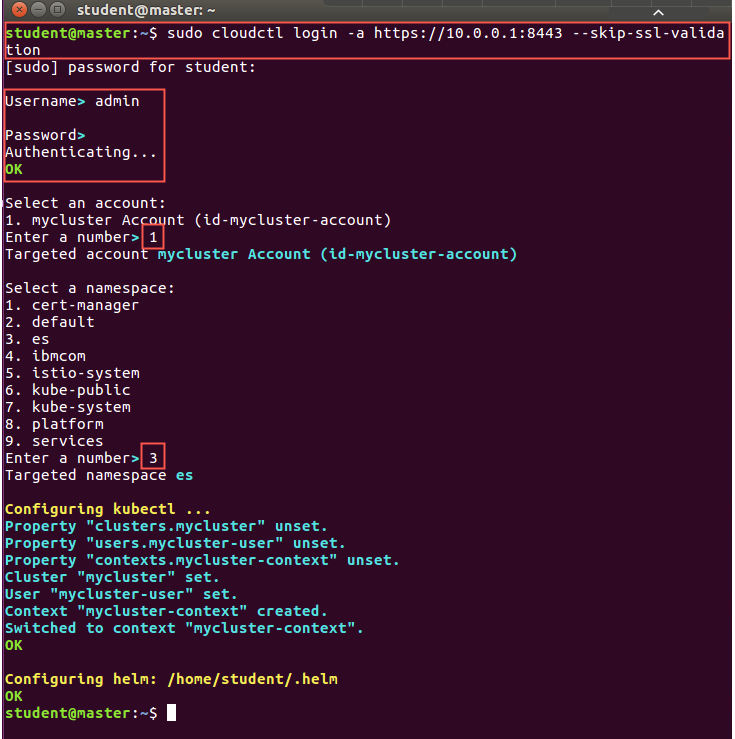 student@master: ~
student@master:~$ sudo cloudctl login -a https://10.0.0.1:8443 --skip-ssl-valida
tion
[sudo] password for student:
Username> admin
Password>
Authenticating...
OK
Select an account:
1. mycluster Account (id-mycluster-account)
Enter a number> 1
Targeted account mycluster Account (id-mycluster-account)
Select a namespace:
1. cert-manager
2. default
3. es
4. ibmcom
5. istio-system
6. kube-public
7. kube-system
8. platform
9. services
Enter a number> 3
Targeted namespace es
Configuring kubectl ...
Property "clusters.mycluster" unset.
Property "users.mycluster-user" unset.
Property "contexts.mycluster-context" unset.
Cluster "mycluster" set.
User "mycluster-user" set.
Context "mycluster-context" created.
Switched to context "mycluster-context".
OK
Configuring helm: /home/student/.helm
OK
student@master:~$